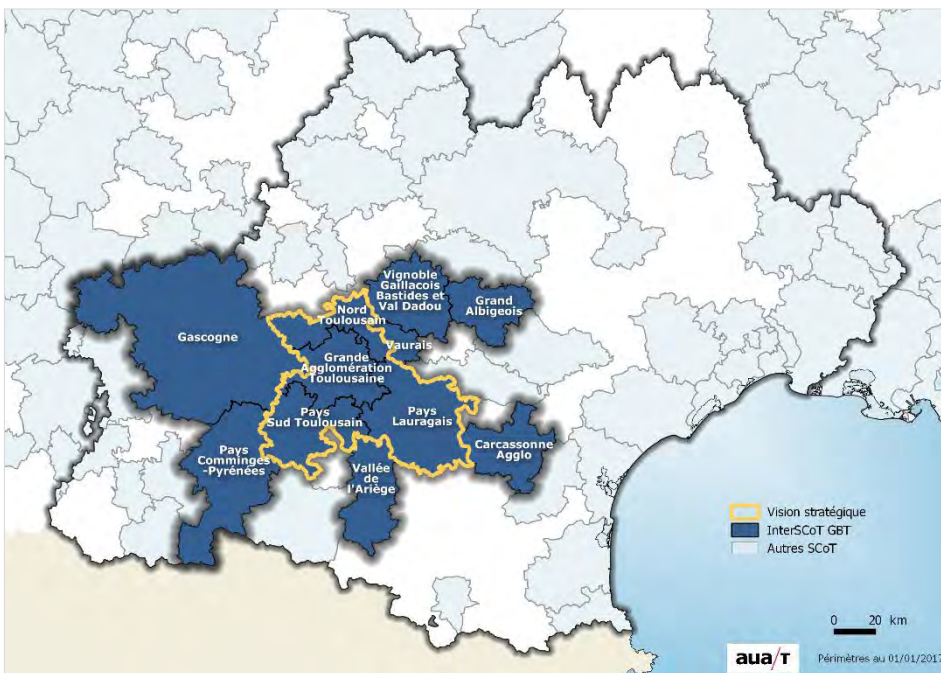 Vignoble
Gaillacois
Bastides et
Val Dadou
Grand
Albigeois
Nord
Toulousain
Gascogne
Vaurais
Grande
Agglomération
Toulousaine
Pays
Sud Toulousain
Pays
Lauragais
Carcassonne
Agglo
Pays
Comminges
-Pyrénées
Vallée
de
l'Ariège
Vision stratégique
InterSCoT GBT
Autres SCoT
0 20 km
aua/T
Périmètres au 01/01/2017